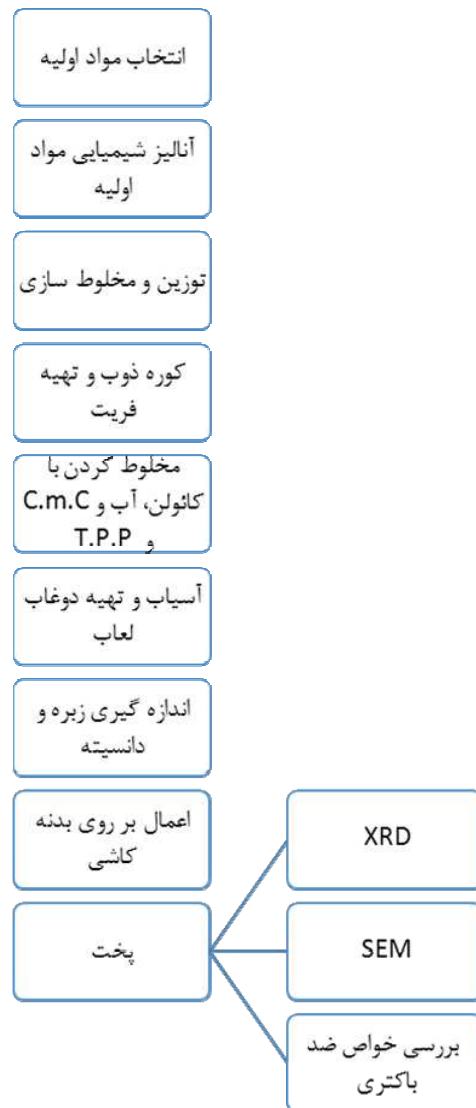 انتخاب مواد اولیه
آنالیز شیمیایی مواد
اولیه
توزین و مخلوط سازی
کوره ذوب و تهیه
فریت
مخلوط کردن با
کائولن، آب و C.m.C
و T.P.P
آسیاب و تهیه دوغاب
لعاب
اندازه گیری زبره و
دانسیته
اعمال بر روی بدنه
کاشی
پخت
XRD
SEM
بررسی خواص ضد
باکتری